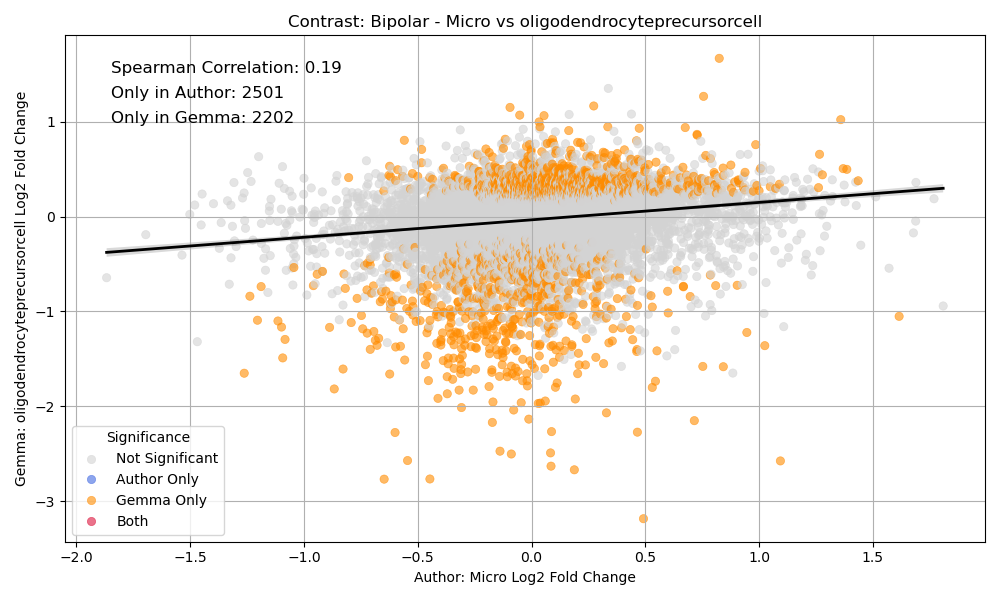 Contrast: Bipolar - Micro vs oligodendrocyteprecursorcell
Spearman Correlation: 0.19
Only in Author: 2501
Only in Gemma: 2202
Gemma: oligodendrocyteprecursorcell Log2 Fold Change
1
0
−1
−2
−3
Significance
Not Significant
Author Only
Gemma Only
Both
−2.0 −1.5 −1.0 −0.5 0.0 0.5 1.0 1.5
Author: Micro Log2 Fold Change